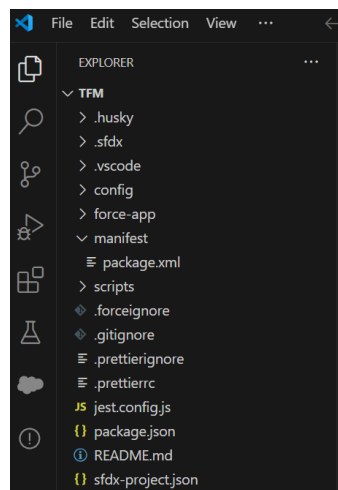 File Edit Selection View ...
EXPLORER ...
TFM
.husky
.sfdx
.vscode
config
force-app
manifest
package.xml
scripts
.forceignore
.gitignore
.prettierignore
.prettierrc
JS jest.config.js
{} package.json
README.md
{} sfdx-project.json